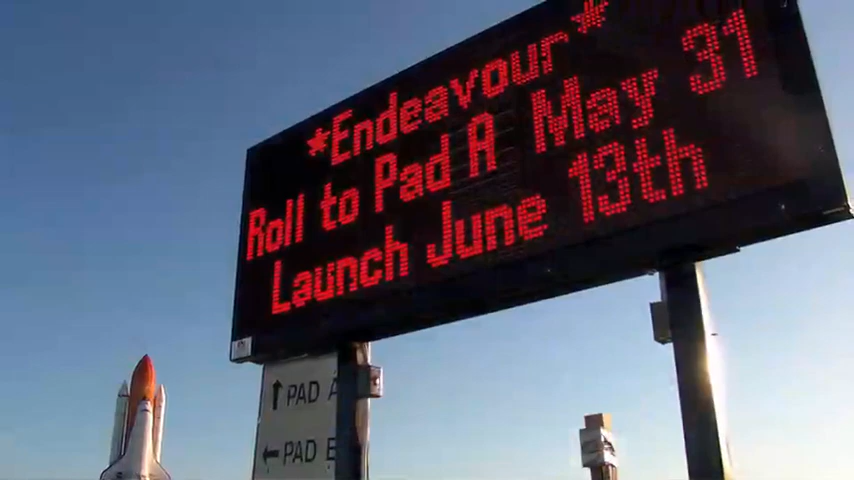 *Endeavour*
Roll to Pad A May 31
Launch June 13th
PAD A
PAD